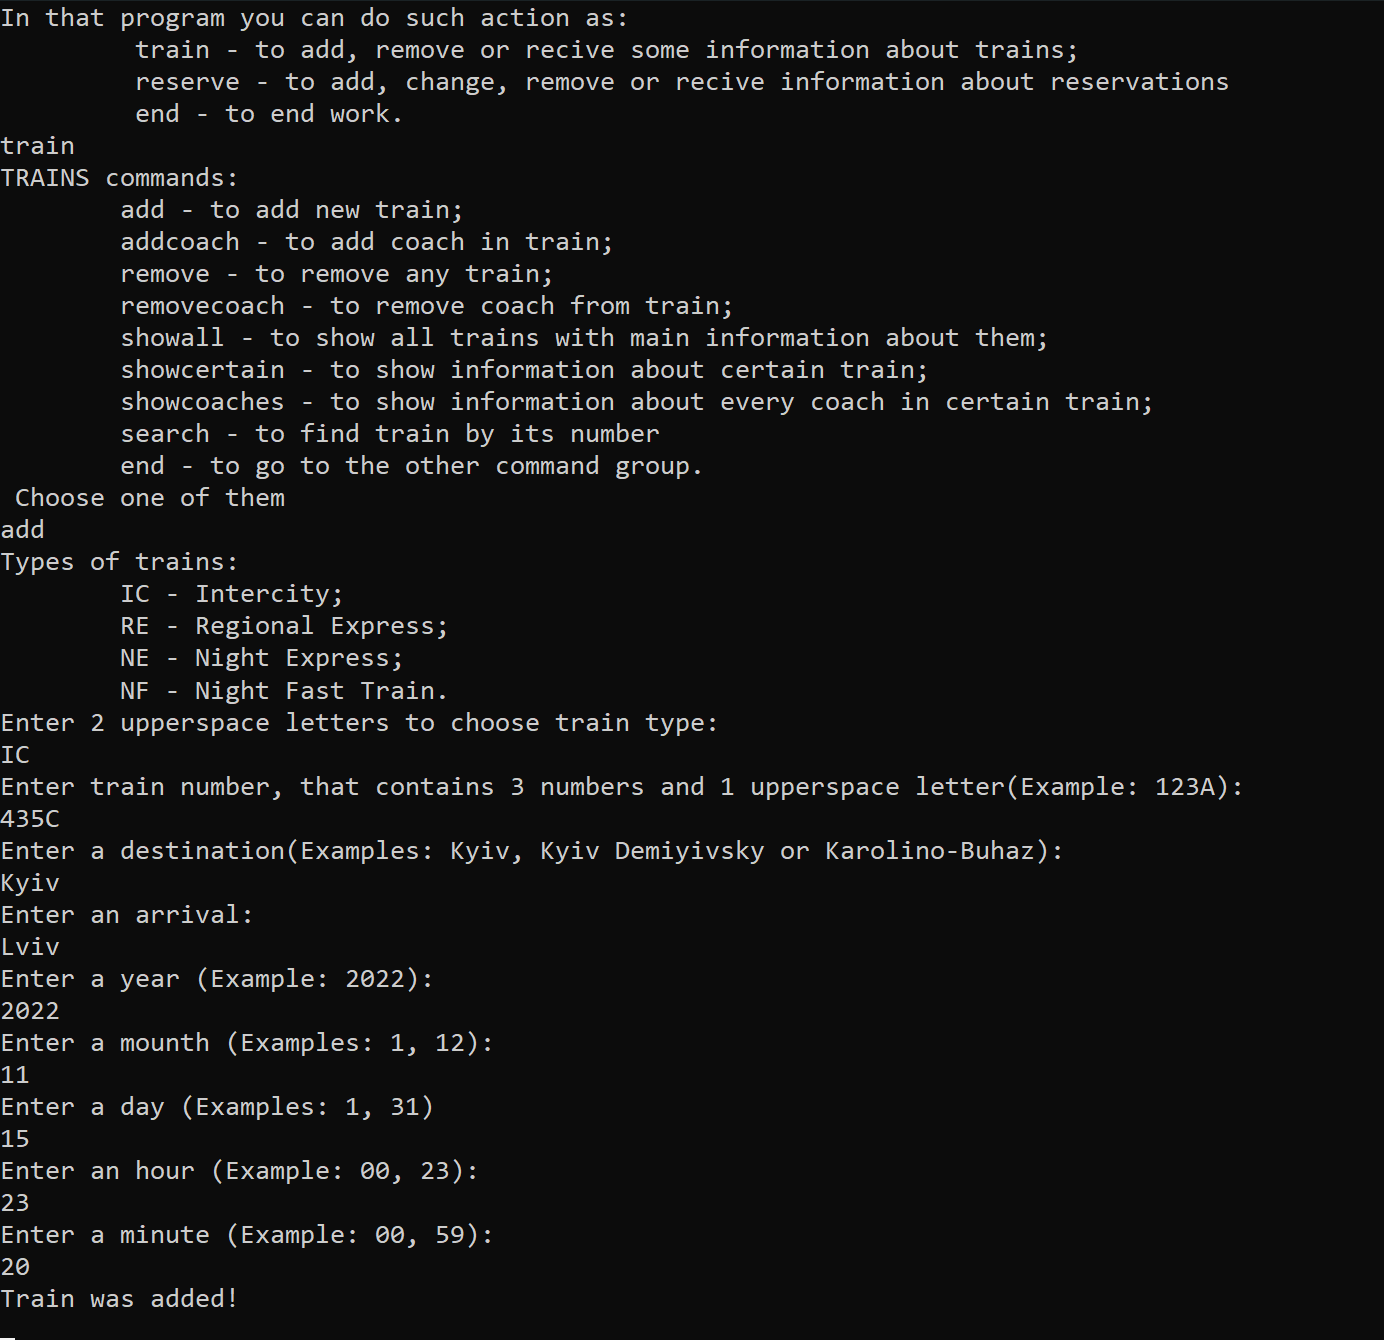 In that program you can do such action as:
train - to add, remove or recive some information about trains;
reserve - to add, change, remove or recive information about reservations
end - to end work.
train
TRAINS commands:
add - to add new train;
addcoach - to add coach in train;
remove - to remove any train;
removecoach - to remove coach from train;
showall - to show all trains with main information about them;
showcertain - to show information about certain train;
showcoaches - to show information about every coach in certain train;
search - to find train by its number
end - to go to the other command group.
Choose one of them
add
Types of trains:
IC - Intercity;
RE - Regional Express;
NE - Night Express;
NF - Night Fast Train.
Enter 2 upperspace letters to choose train type:
IC
Enter train number, that contains 3 numbers and 1 upperspace letter(Example: 123A):
435C
Enter a destination(Examples: Kyiv, Kyiv Demiyivsky or Karolino-Buhaz):
Kyiv
Enter an arrival:
Lviv
Enter a year (Example: 2022):
2022
Enter a mounth (Examples: 1, 12):
11
Enter a day (Examples: 1, 31)
15
Enter an hour (Example: 00, 23):
23
Enter a minute (Example: 00, 59):
20
Train was added!